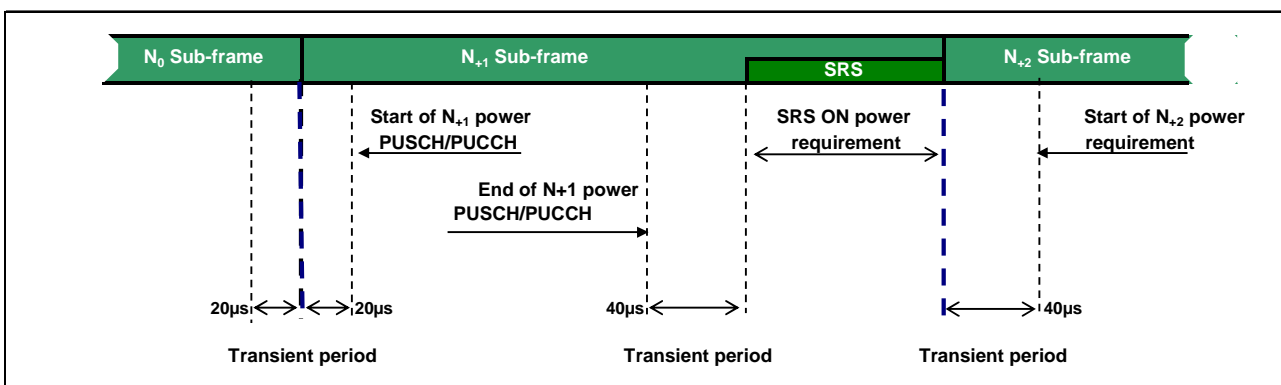 N0 Sub-frame
N+1 Sub-frame
SRS
N+2 Sub-frame
Start of N+1 power
PUSCH/PUCCH
SRS ON power
requirement
Start of N+2 power
requirement
End of N+1 power
PUSCH/PUCCH
20µs
20µs
40µs
40µs
Transient period
Transient period
Transient period